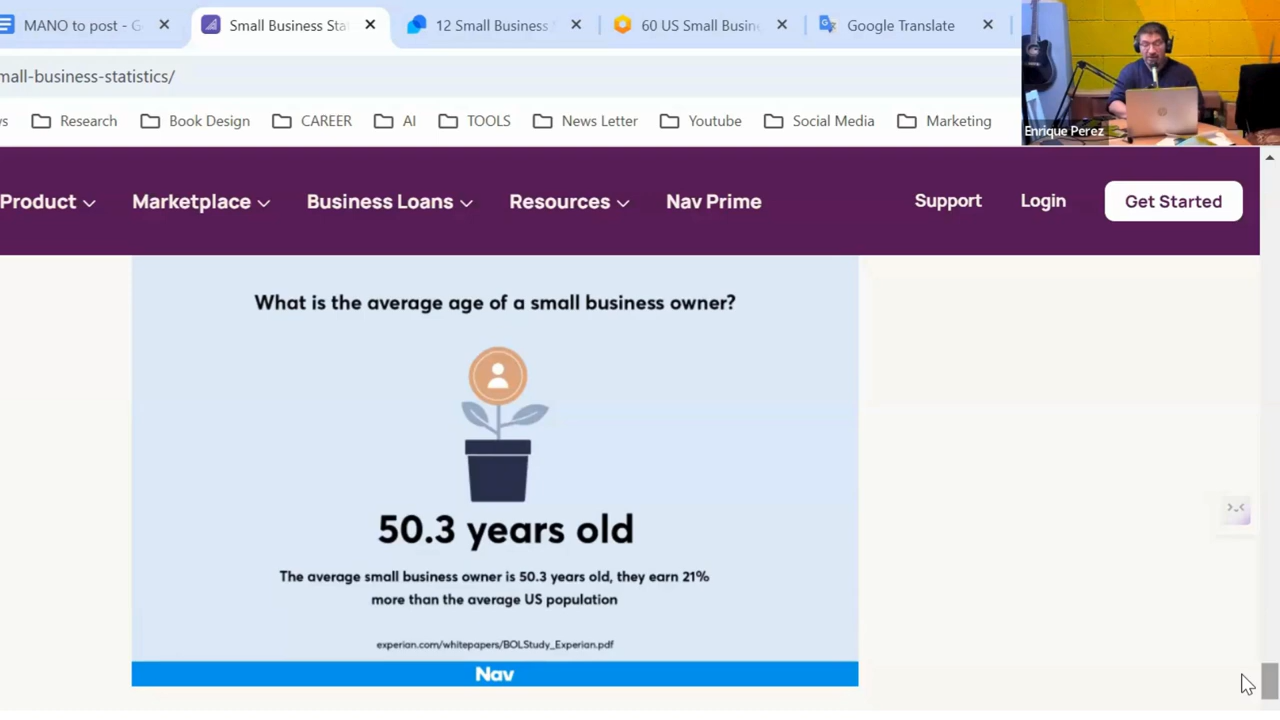 MANO to post - G
Small Business Sta
12 Small Business
60 US Small Busin
Google Translate
mall-business-statistics/
Research
Book Design
CAREER
AI
TOOLS
News Letter
Youtube
Social Media
Marketing
Enrique Perez
Product
Marketplace
Business Loans
Resources
Nav Prime
Support
Login
Get Started
What is the average age of a small business owner?
50.3 years old
The average small business owner is 50.3 years old, they earn 21%
more than the average US population
experian.com/whitepapers/BOLStudy_Experian.pdf
Nav